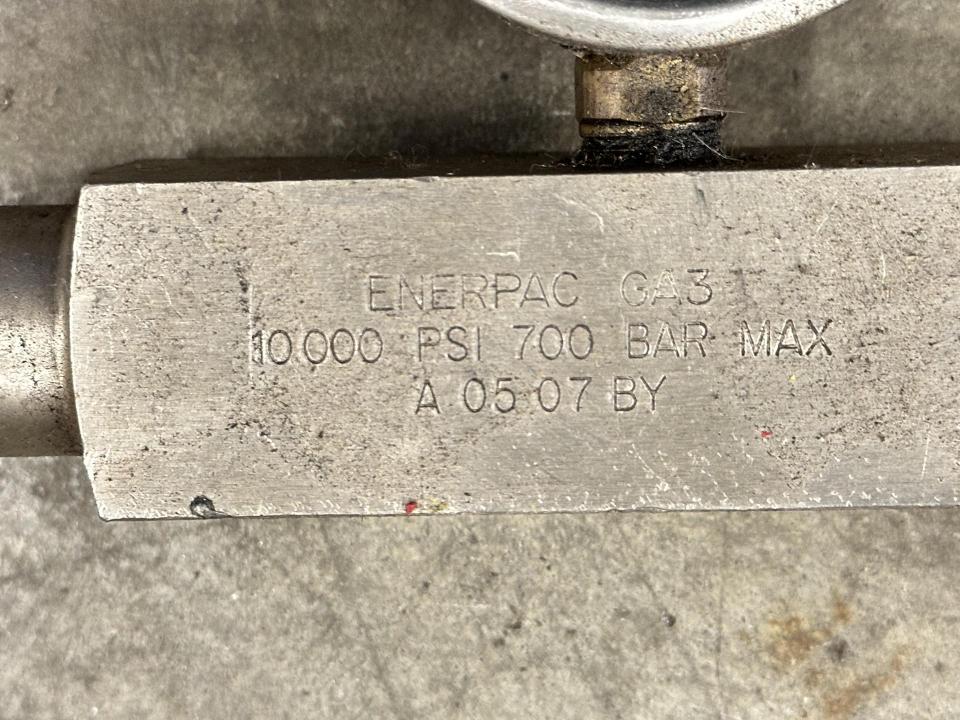 ENERPAC GA3
10,000 PSI 700 BAR MAX
A 05 07 BY